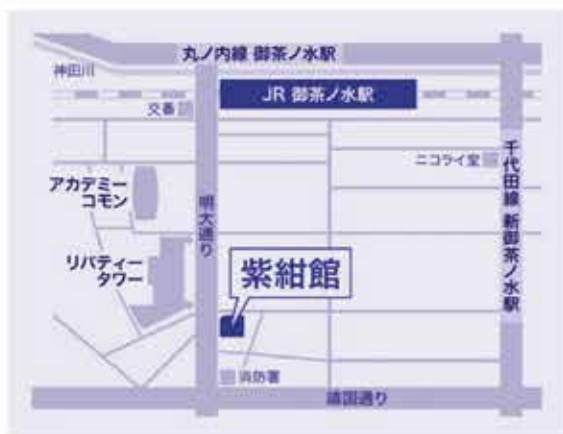 丸ノ内線 御茶ノ水駅
神田川
JR 御茶ノ水駅
交番
ニコライ堂
千代田線 新御茶ノ水駅
アカデミー
コモン
明大通り
リバティー
タワー
紫紺館
消防署
靖国通り